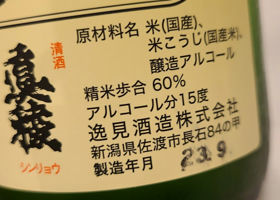 清酒
真稜
シンリョウ
原材料名 米(国産)、
米こうじ(国産米)、
醸造アルコール
精米歩合 60%
アルコール分15度
逸見酒造株式会社
新潟県佐渡市長石84の甲
製造年月 23.9